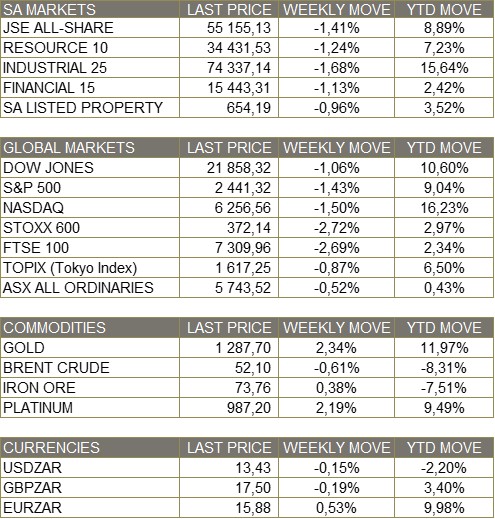 SA MARKETS LAST PRICE WEEKLY MOVE YTD MOVE
JSE ALL-SHARE 55 155,13 -1,41% 8,89%
RESOURCE 10 34 431,53 -1,24% 7,23%
INDUSTRIAL 25 74 337,14 -1,68% 15,64%
FINANCIAL 15 15 443,31 -1,13% 2,42%
SA LISTED PROPERTY 654,19 -0,96% 3,52%
GLOBAL MARKETS LAST PRICE WEEKLY MOVE YTD MOVE
DOW JONES 21 858,32 -1,06% 10,60%
S&P 500 2 441,32 -1,43% 9,04%
NASDAQ 6 256,56 -1,50% 16,23%
STOXX 600 372,14 -2,72% 2,97%
FTSE 100 7 309,96 -2,69% 2,34%
TOPIX (Tokyo Index) 1 617,25 -0,87% 6,50%
ASX ALL ORDINARIES 5 743,52 -0,52% 0,43%
COMMODITIES LAST PRICE WEEKLY MOVE YTD MOVE
GOLD 1 287,70 2,34% 11,97%
BRENT CRUDE 52,10 -0,61% -8,31%
IRON ORE 73,76 0,38% -7,51%
PLATINUM 987,20 2,19% 9,49%
CURRENCIES LAST PRICE WEEKLY MOVE YTD MOVE
USDZAR 13,43 -0,15% -2,20%
GBPZAR 17,50 -0,19% 3,40%
EURZAR 15,88 0,53% 9,98%